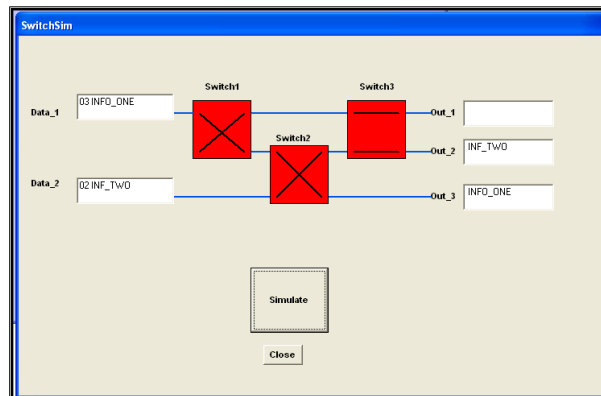 SwitchSim
Switch1
Switch3
Data_1
03 INFO_ONE
Out_1
Switch2
Out_2
INF_TWO
Data_2
02 INF_TWO
Out_3
INFO_ONE
Simulate
Close